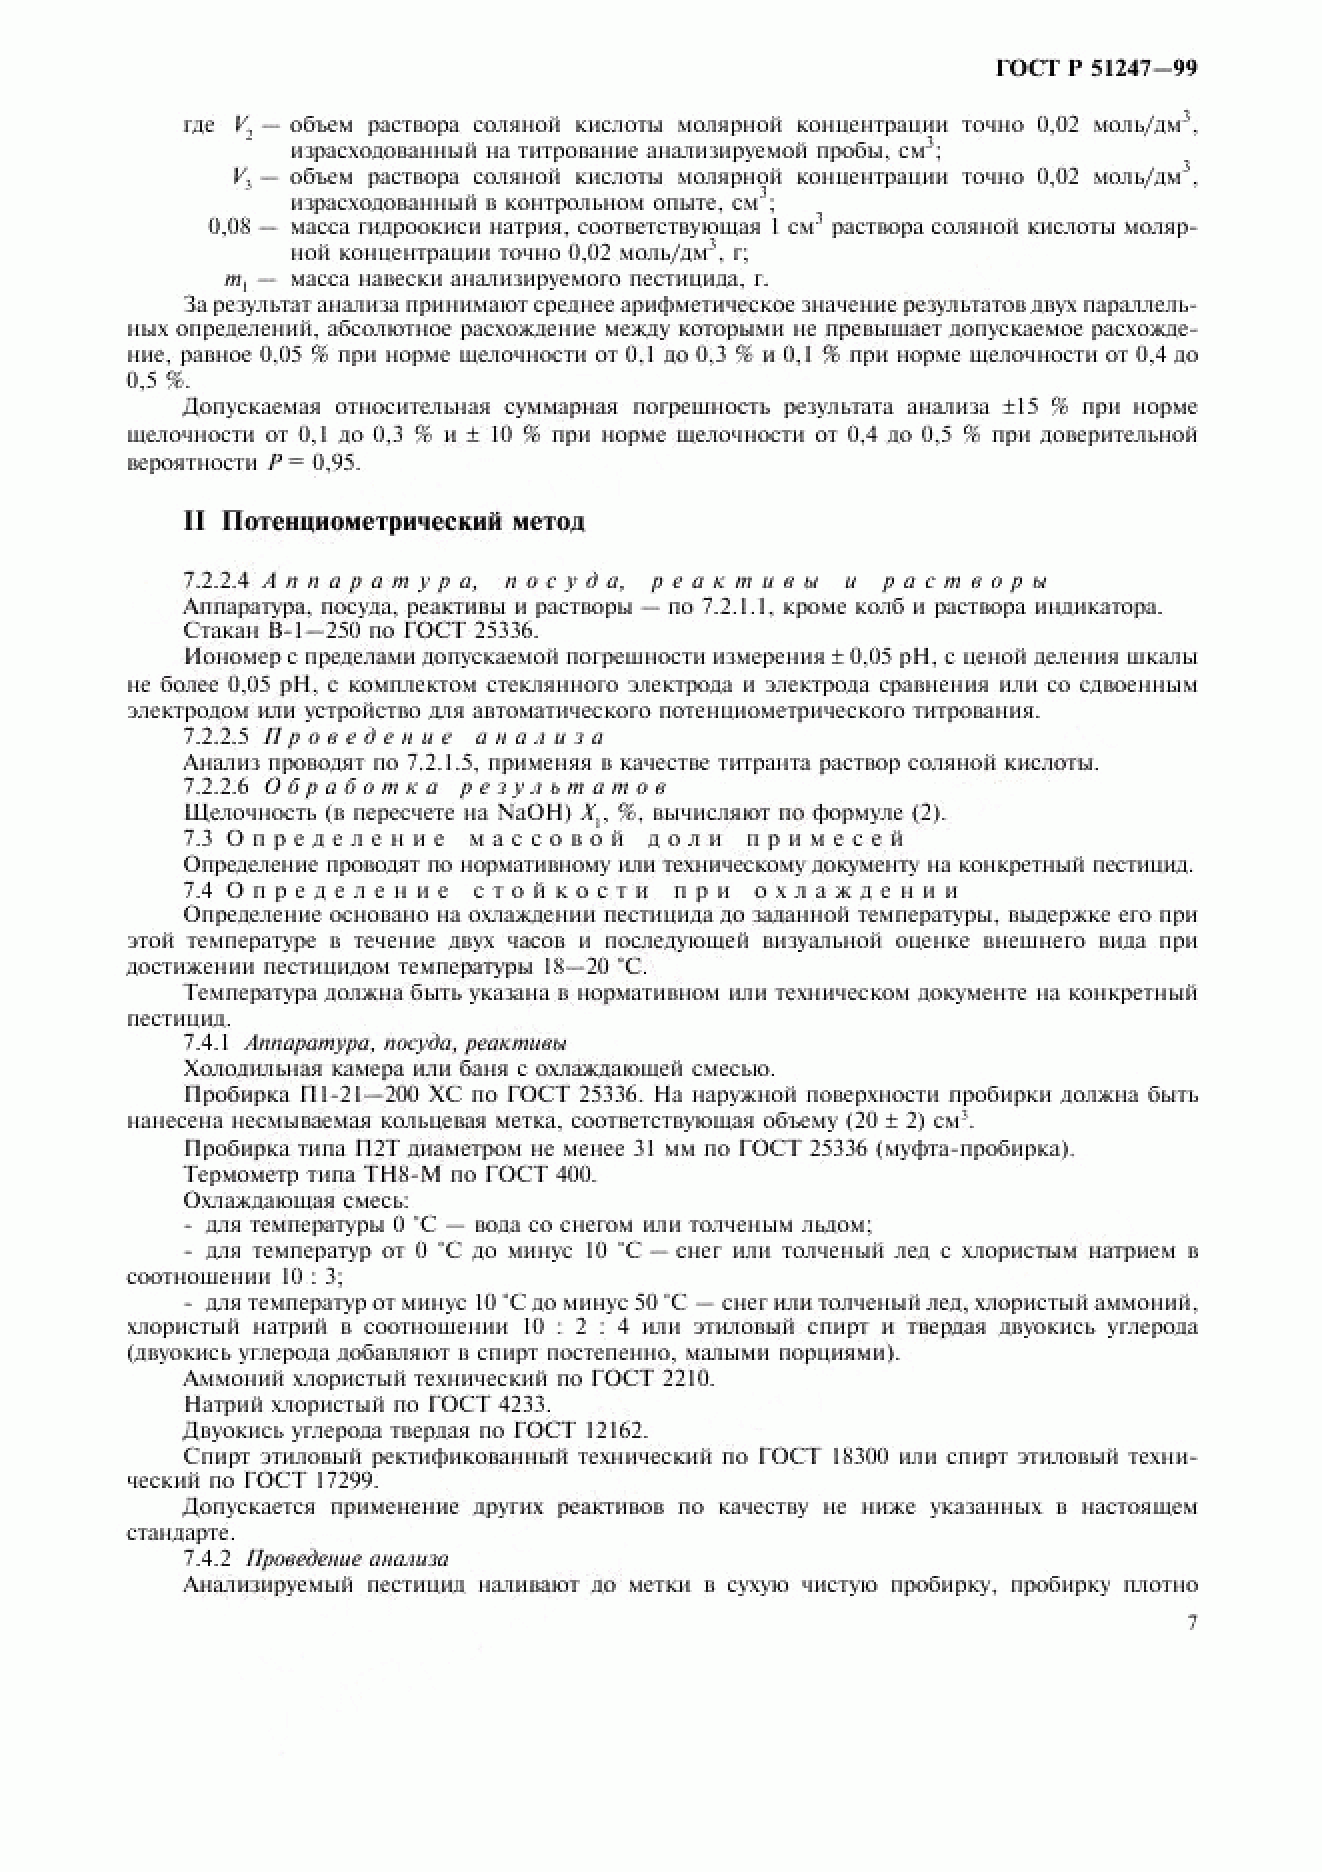 ГОСТ Р 51247—99
где V₂ — объем раствора соляной кислоты молярной концентрации точно 0,02 моль/дм³,
израсходованный на титрование анализируемой пробы, см³;
V₃ — объем раствора соляной кислоты молярной концентрации точно 0,02 моль/дм³,
израсходованный в контрольном опыте, см³;
0,08 — масса гидроокиси натрия, соответствующая 1 см³ раствора соляной кислоты моляр-
ной концентрации точно 0,02 моль/дм³, г;
m₁ — масса навески анализируемого пестицида, г.
За результат анализа принимают среднее арифметическое значение результатов двух параллель-
ных определений, абсолютное расхождение между которыми не превышает допускаемое расхожде-
ние, равное 0,05 % при норме щелочности от 0,1 до 0,3 % и 0,1 % при норме щелочности от 0,4 до
0,5 %.
Допускаемая относительная суммарная погрешность результата анализа ±15 % при норме
щелочности от 0,1 до 0,3 % и ± 10 % при норме щелочности от 0,4 до 0,5 % при доверительной
вероятности P = 0,95.
II Потенциометрический метод
7.2.2.4 Аппаратура, посуда, реактивы и растворы
Аппаратура, посуда, реактивы и растворы — по 7.2.1.1, кроме колб и раствора индикатора.
Стакан В-1—250 по ГОСТ 25336.
Иономер с пределами допускаемой погрешности измерения ± 0,05 pH, с ценой деления шкалы
не более 0,05 pH, с комплектом стеклянного электрода и электрода сравнения или со сдвоенным
электродом или устройство для автоматического потенциометрического титрования.
7.2.2.5 Проведение анализа
Анализ проводят по 7.2.1.5, применяя в качестве титранта раствор соляной кислоты.
7.2.2.6 Обработка результатов
Щелочность (в пересчете на NaOH) X₁, %, вычисляют по формуле (2).
7.3 Определение массовой доли примесей
Определение проводят по нормативному или техническому документу на конкретный пестицид.
7.4 Определение стойкости при охлаждении
Определение основано на охлаждении пестицида до заданной температуры, выдержке его при
этой температуре в течение двух часов и последующей визуальной оценке внешнего вида при
достижении пестицидом температуры 18—20 °С.
Температура должна быть указана в нормативном или техническом документе на конкретный
пестицид.
7.4.1 Аппаратура, посуда, реактивы
Холодильная камера или баня с охлаждающей смесью.
Пробирка П1-21—200 ХС по ГОСТ 25336. На наружной поверхности пробирки должна быть
нанесена несмываемая кольцевая метка, соответствующая объему (20 ± 2) см³.
Пробирка типа П2Т диаметром не менее 31 мм по ГОСТ 25336 (муфта-пробирка).
Термометр типа ТН8-М по ГОСТ 400.
Охлаждающая смесь:
- для температуры 0 °С — вода со снегом или толченым льдом;
- для температур от 0 °С до минус 10 °С — снег или толченый лед с хлористым натрием в
соотношении 10 : 3;
- для температур от минус 10 °С до минус 50 °С — снег или толченый лед, хлористый аммоний,
хлористый натрий в соотношении 10 : 2 : 4 или этиловый спирт и твердая двуокись углерода
(двуокись углерода добавляют в спирт постепенно, малыми порциями).
Аммоний хлористый технический по ГОСТ 2210.
Натрий хлористый по ГОСТ 4233.
Двуокись углерода твердая по ГОСТ 12162.
Спирт этиловый ректификованный технический по ГОСТ 18300 или спирт этиловый техни-
ческий по ГОСТ 17299.
Допускается применение других реактивов по качеству не ниже указанных в настоящем
стандарте.
7.4.2 Проведение анализа
Анализируемый пестицид наливают до метки в сухую чистую пробирку, пробирку плотно
7